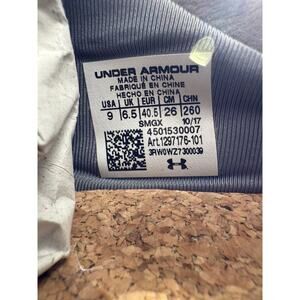 UNDER ARMOUR
MADE IN CHINA
FABRIQUÉ EN CHINE
HECHO EN CHINA
USA UK EUR CM CHN
9 6.5 40.5 26 260
SMGX 10/17
4501530007
Art.1297176-101
3RW0WZ7300039